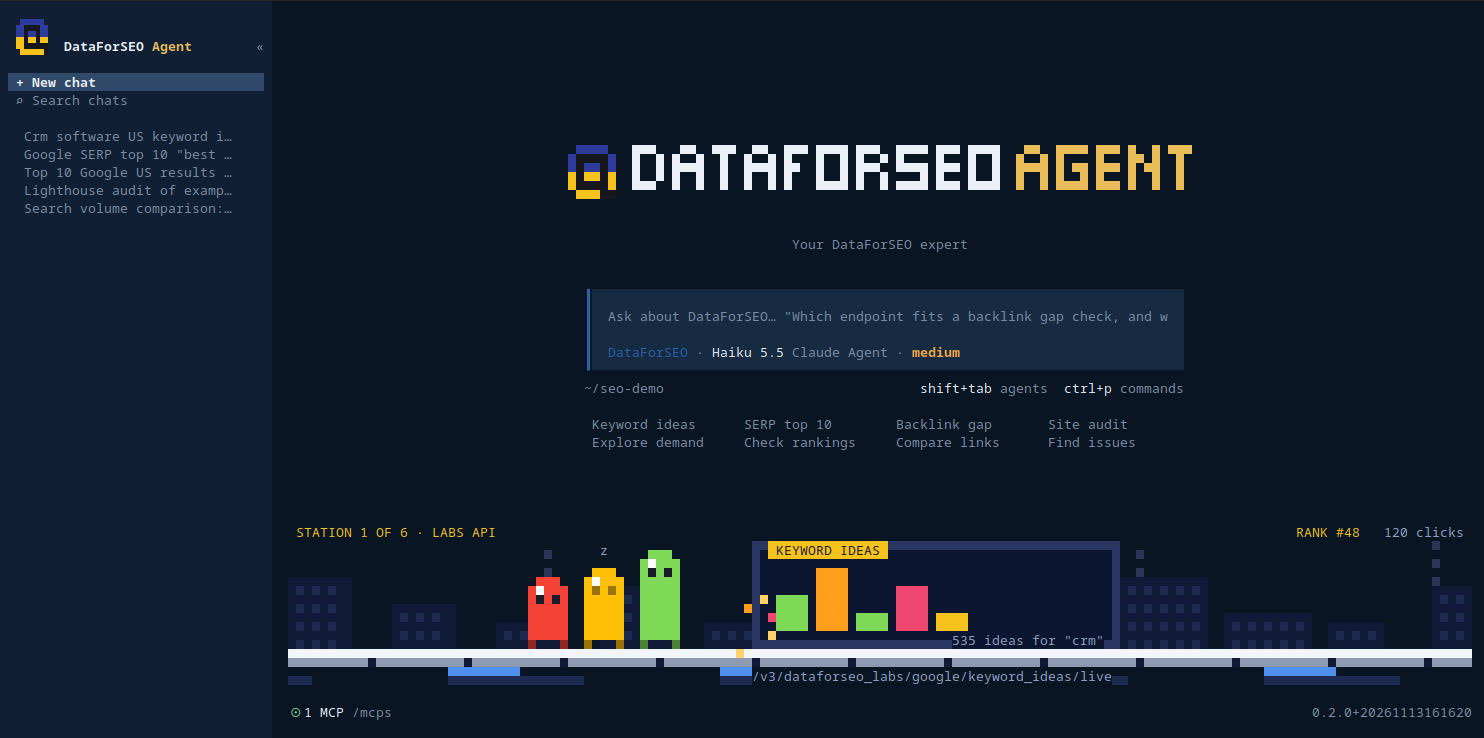 DataForSEO Agent «
+ New chat
⌕ Search chats
Crm software US keyword i…
Google SERP top 10 "best …
Top 10 Google US results …
Lighthouse audit of examp…
Search volume comparison:…
DATAFORSEO AGENT
Your DataForSEO expert
Ask about DataForSEO… "Which endpoint fits a backlink gap check, and w
DataForSEO · Haiku 5.5 Claude Agent · medium
~/seo-demo shift+tab agents ctrl+p commands
Keyword ideas SERP top 10 Backlink gap Site audit
Explore demand Check rankings Compare links Find issues
STATION 1 OF 6 · LABS API RANK #48 120 clicks
z
KEYWORD IDEAS
535 ideas for "crm"
/v3/dataforseo_labs/google/keyword_ideas/live
⊙ 1 MCP /mcps 0.2.0+20261113161620